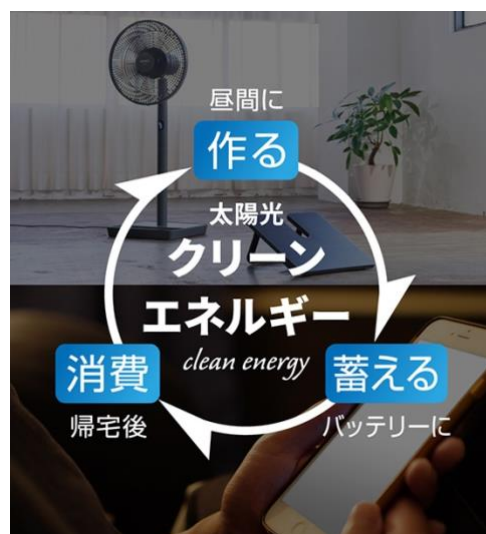 昼間に
作る
太陽光
クリーン
エネルギー
clean energy
蓄える
バッテリーに
消費
帰宅後